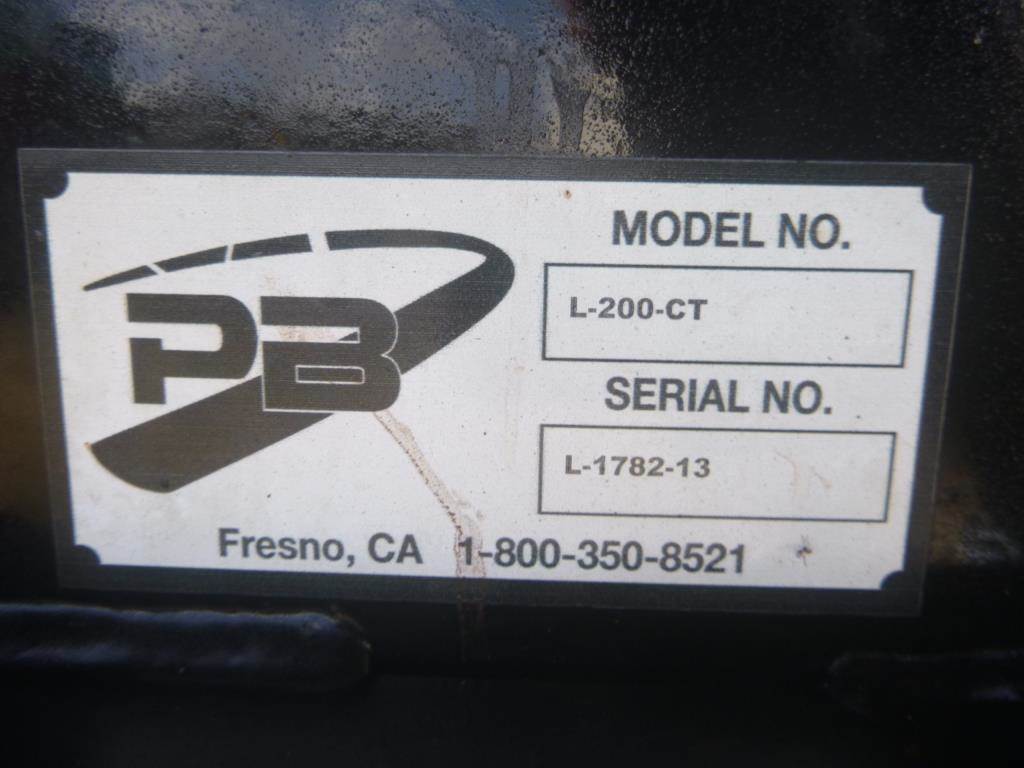 PB
MODEL NO.
L-200-CT
SERIAL NO.
L-1782-13
Fresno, CA 1-800-350-8521